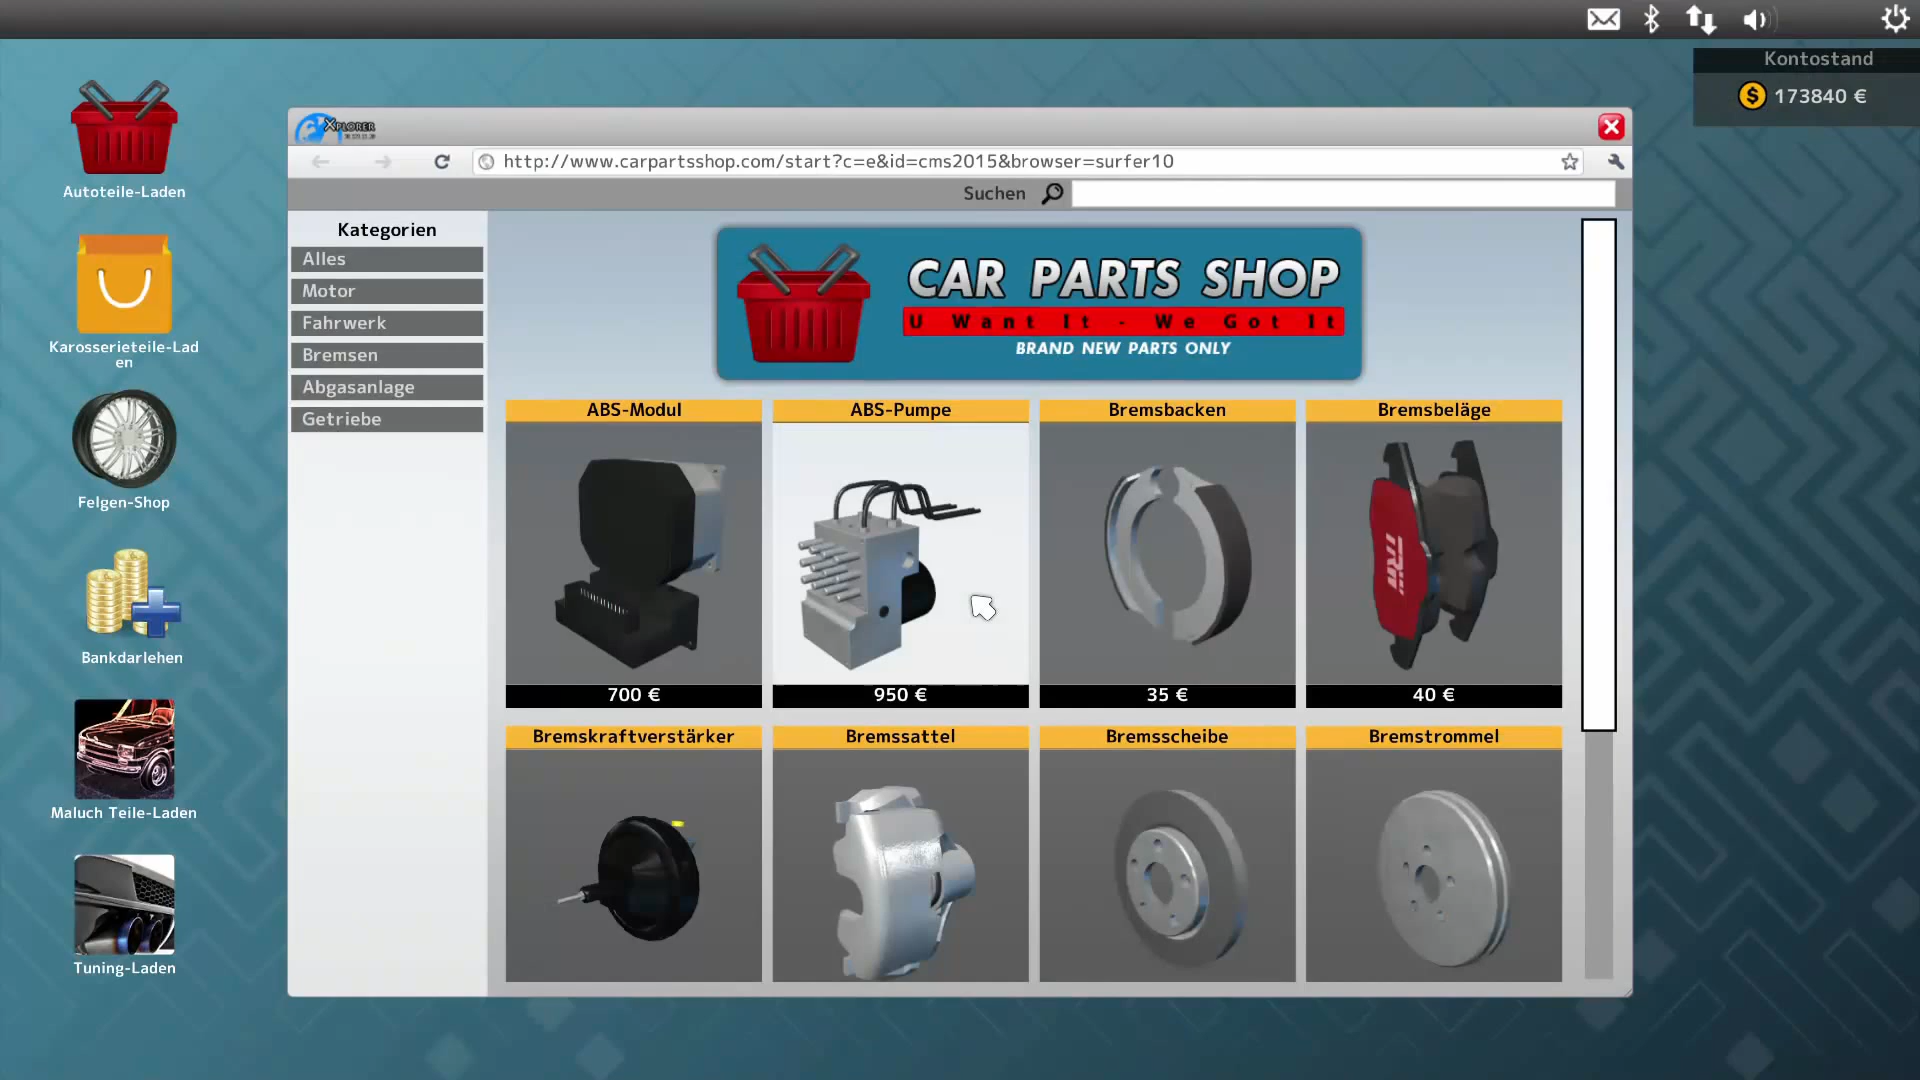 Kontostand
173840 €
Autoteile-Laden
Karosserieteile-Lad
en
Felgen-Shop
Bankdarlehen
Maluch Teile-Laden
Tuning-Laden
XPLORER
http://www.carpartsshop.com/start?c=e&id=cms2015&browser=surfer10
Suchen
Kategorien
Alles
Motor
Fahrwerk
Bremsen
Abgasanlage
Getriebe
CAR PARTS SHOP
U Want It - We Got It
BRAND NEW PARTS ONLY
ABS-Modul
ABS-Pumpe
Bremsbacken
Bremsbeläge
TRW
700 €
950 €
35 €
40 €
Bremskraftverstärker
Bremssattel
Bremsscheibe
Bremstrommel